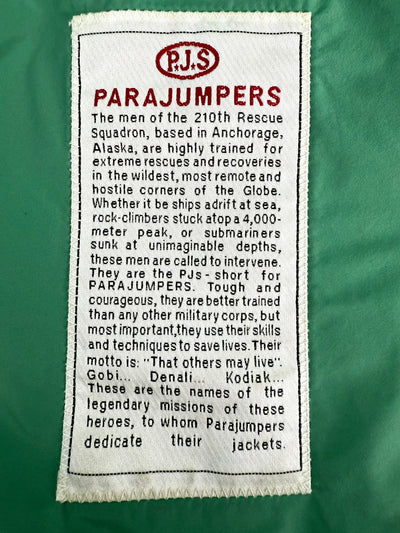 P.J.S
PARAJUMPERS
The men of the 210th Rescue
Squadron, based in Anchorage,
Alaska, are highly trained for
extreme rescues and recoveries
in the wildest, most remote and
hostile corners of the Globe.
Whether it be ships adrift at sea,
rock-climbers stuck atop a 4,000-
meter peak, or submariners
sunk at unimaginable depths,
these men are called to intervene.
They are the PJs - short for
PARAJUMPERS. Tough and
courageous, they are better trained
than any other military corps, but
most important,they use their skills
and techniques to save lives. Their
motto is: "That others may live".
Gobi... Denali... Kodiak...
These are the names of the
legendary missions of these
heroes, to whom Parajumpers
dedicate their jackets.